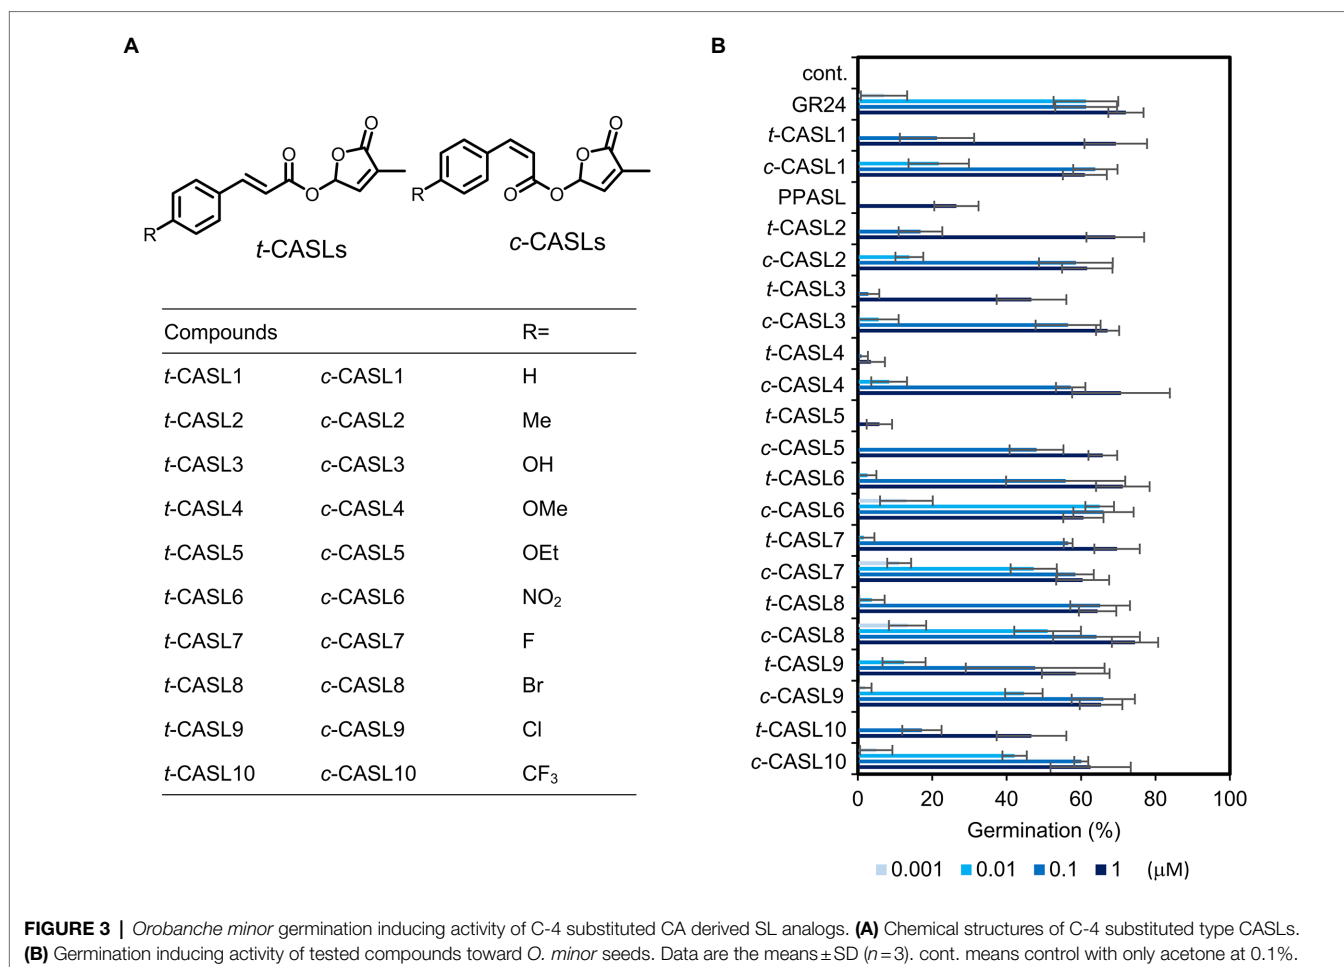 A
B
O
O
O
O
R
t-CASLs
O
O
O
O
R
c-CASLs
Compounds R=
t-CASL1 c-CASL1 H
t-CASL2 c-CASL2 Me
t-CASL3 c-CASL3 OH
t-CASL4 c-CASL4 OMe
t-CASL5 c-CASL5 OEt
t-CASL6 c-CASL6 NO2
t-CASL7 c-CASL7 F
t-CASL8 c-CASL8 Br
t-CASL9 c-CASL9 Cl
t-CASL10 c-CASL10 CF3
cont.
GR24
t-CASL1
c-CASL1
PPASL
t-CASL2
c-CASL2
t-CASL3
c-CASL3
t-CASL4
c-CASL4
t-CASL5
c-CASL5
t-CASL6
c-CASL6
t-CASL7
c-CASL7
t-CASL8
c-CASL8
t-CASL9
c-CASL9
t-CASL10
c-CASL10
0 20 40 60 80 100
Germination (%)
0.001 0.01 0.1 1 (μM)
FIGURE 3 | Orobanche minor germination inducing activity of C-4 substituted CA derived SL analogs. (A) Chemical structures of C-4 substituted type CASLs.
(B) Germination inducing activity of tested compounds toward O. minor seeds. Data are the means ± SD (n = 3). cont. means control with only acetone at 0.1%.